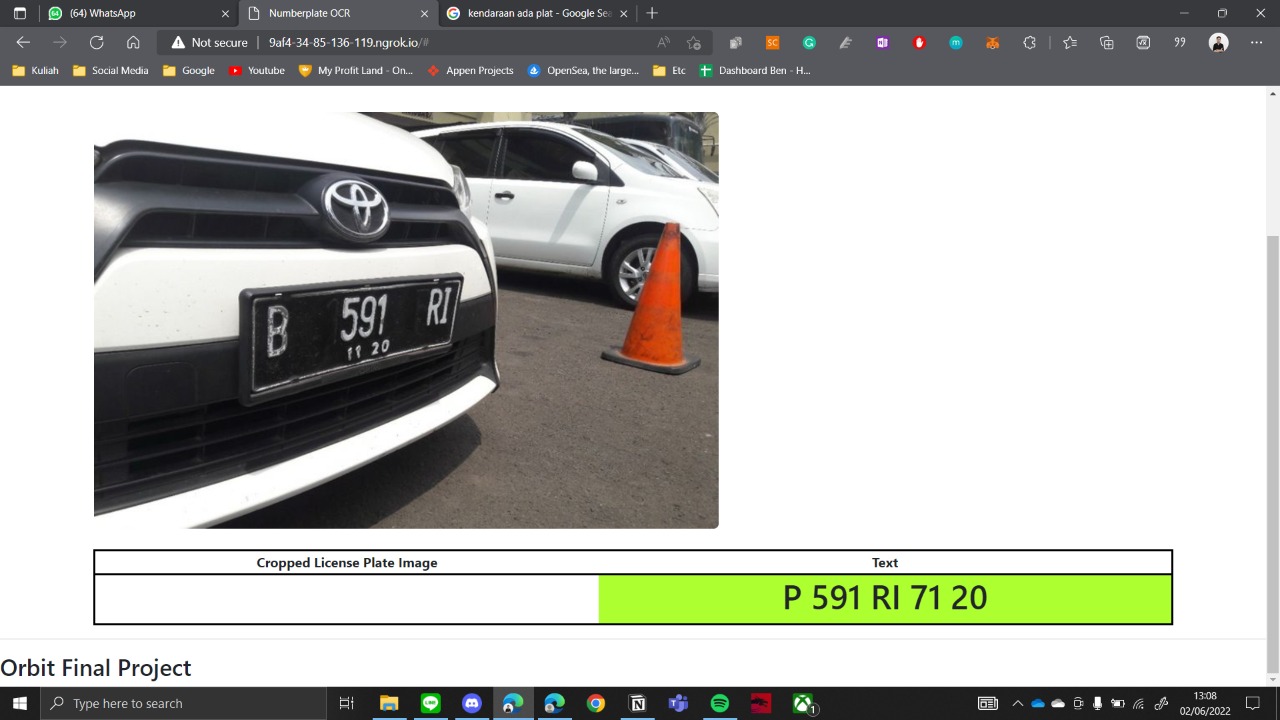 (64) WhatsApp
Numberplate OCR
kendaraan ada plat - Google Se
Not secure | 9af4-34-85-136-119.ngrok.io/#
Kuliah
Social Media
Google
Youtube
My Profit Land - On...
Appen Projects
OpenSea, the large...
Etc
Dashboard Ben - H...
B 591 RI
11 20
Cropped License Plate Image
Text
P 591 RI 71 20
Orbit Final Project
Type here to search
13:08
02/06/2022